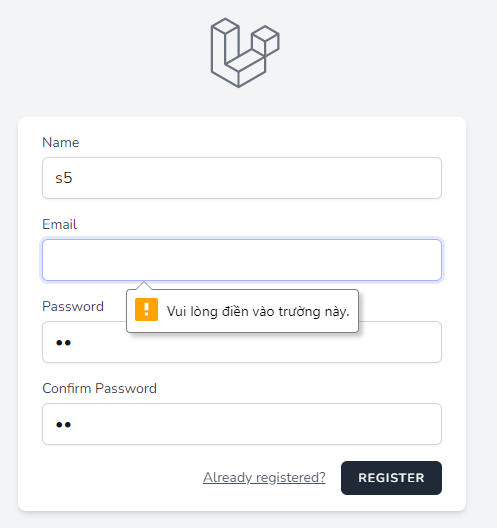 Name
s5
Email
Vui lòng điền vào trường này.
Password
••
Confirm Password
••
Already registered?
REGISTER